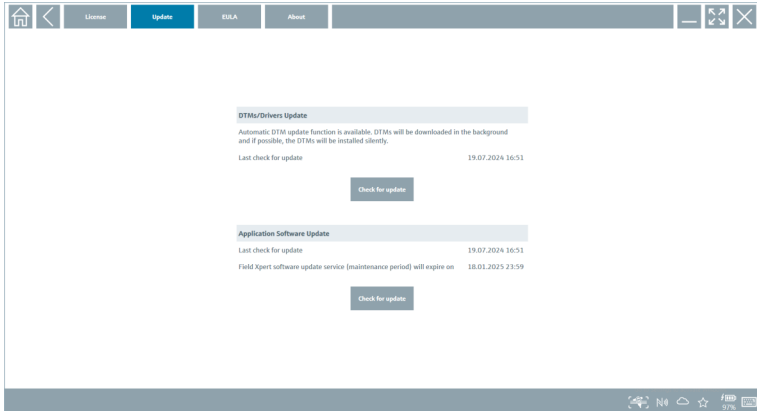 License Update EULA About
DTMs/Drivers Update
Automatic DTM update function is available. DTMs will be downloaded in the background
and if possible, the DTMs will be installed silently.
Last check for update 19.07.2024 16:51
Check for update
Application Software Update
Last check for update 19.07.2024 16:51
Field Xpert software update service (maintenance period) will expire on 18.01.2025 23:59
Check for update
97%